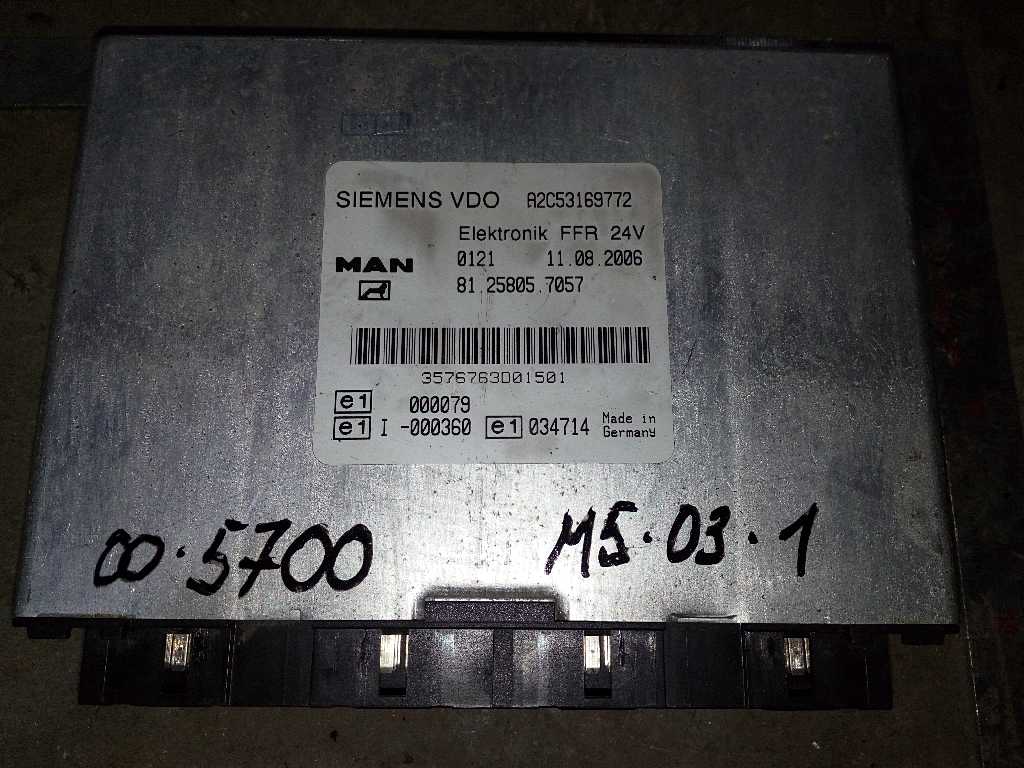 SIEMENS VDO A2C53169772
Elektronik FFR 24V
MAN 0121 11.08.2006
81.25805.7057
3576763D01501
e1 000079
e1 I -000360 e1 034714 Made in
Germany
00.5700 M5.03.1